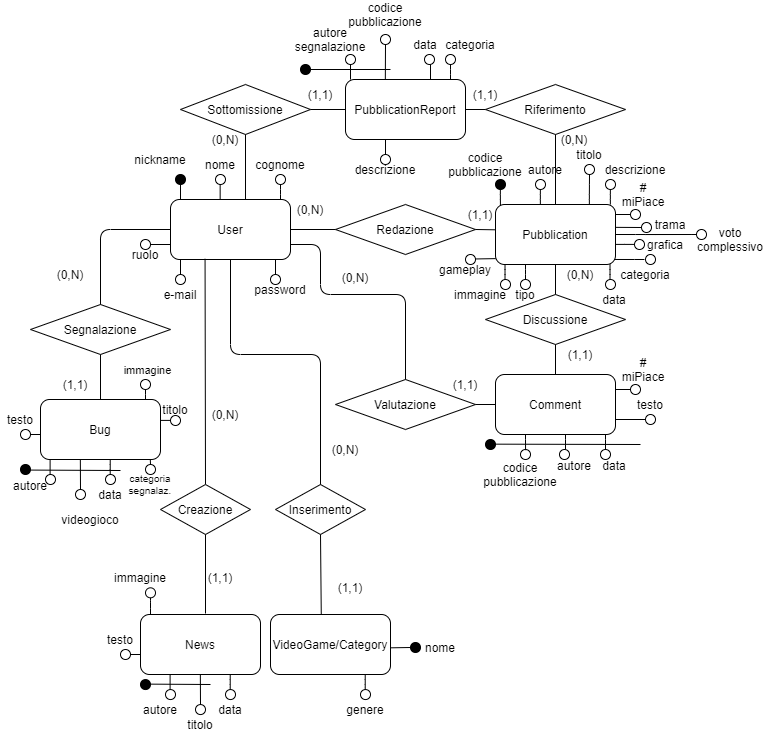 codice
pubblicazione
autore
segnalazione
data
categoria
(1,1)
(1,1)
Sottomissione
PubblicationReport
Riferimento
(0,N)
(0,N)
descrizione
nickname
nome
cognome
codice
pubblicazione
autore
titolo
descrizione
#
miPiace
(0,N)
(1,1)
User
Redazione
Pubblication
trama
voto
complessivo
grafica
ruolo
gameplay
categoria
(0,N)
(0,N)
(0,N)
e-mail
password
immagine
tipo
data
Segnalazione
Discussione
(1,1)
#
miPiace
immagine
(1,1)
(1,1)
titolo
Valutazione
Comment
testo
testo
Bug
(0,N)
(0,N)
codice
pubblicazione
autore
data
autore
data
categoria
segnalaz.
videogioco
Creazione
Inserimento
immagine
(1,1)
(1,1)
testo
News
VideoGame/Category
nome
autore
data
genere
titolo